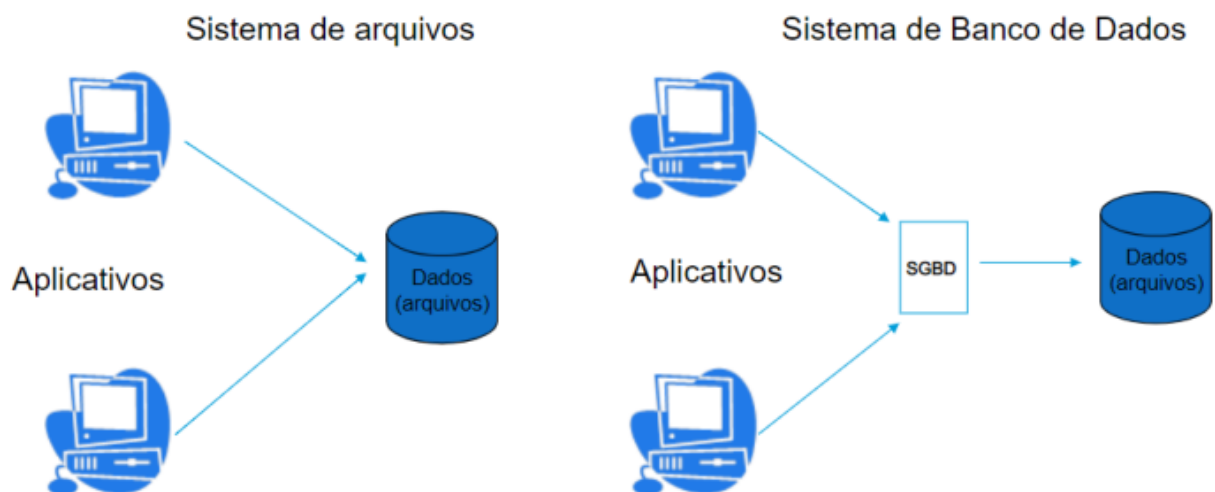 Sistema de arquivos
Aplicativos
Dados
(arquivos)
Sistema de Banco de Dados
Aplicativos
SGBD
Dados
(arquivos)